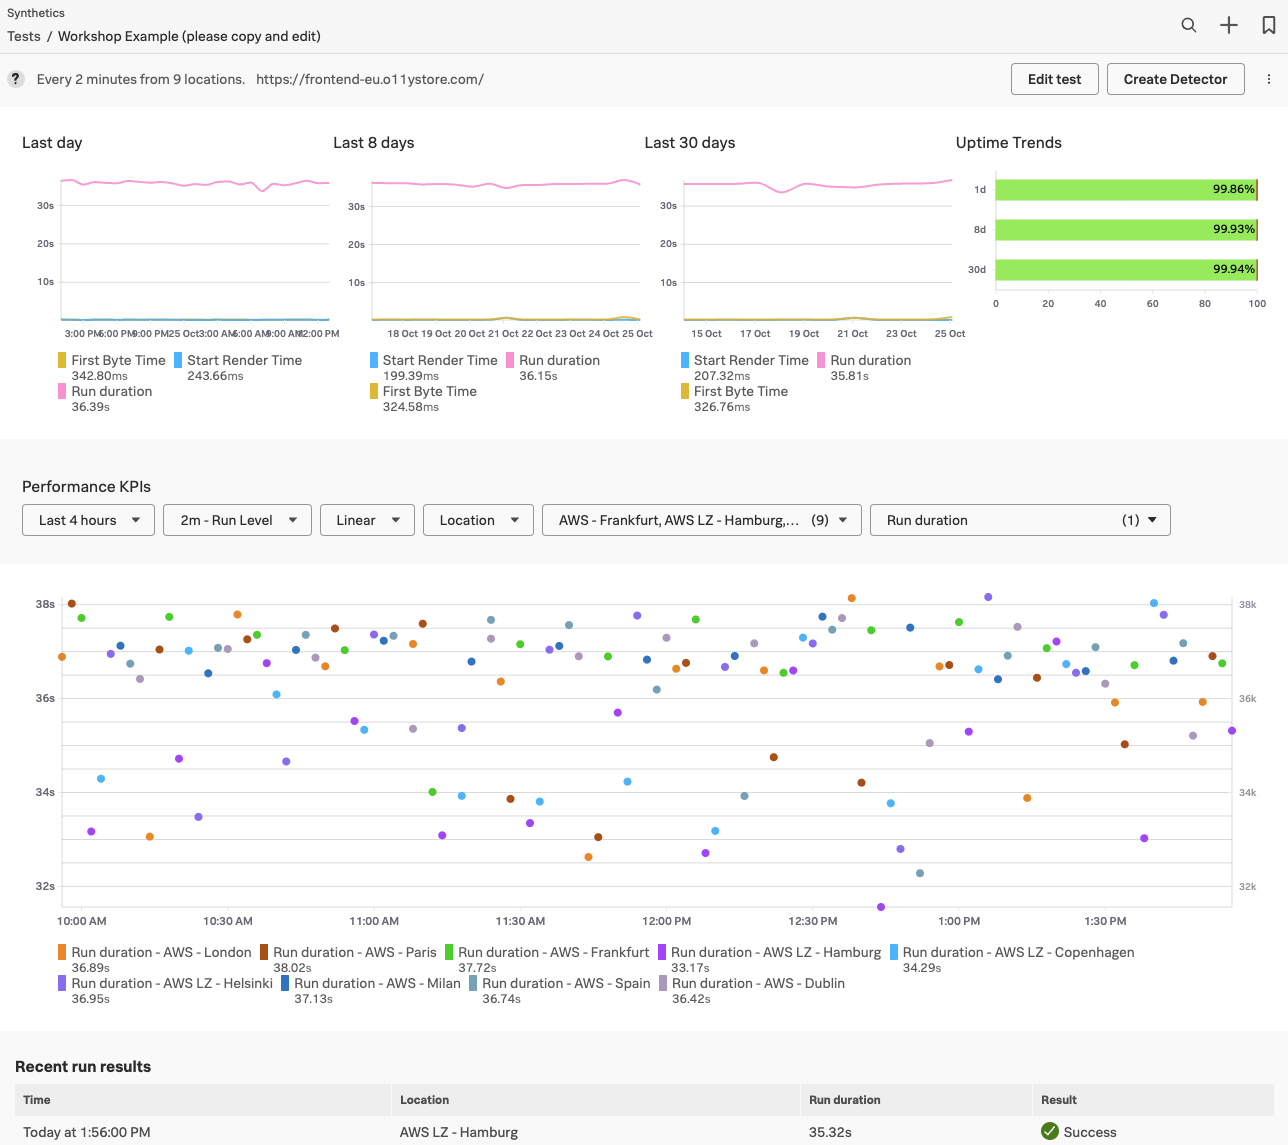 Synthetics
Tests / Workshop Example (please copy and edit)
? Every 2 minutes from 9 locations. https://frontend-eu.o11ystore.com/ Edit test Create Detector
Last day Last 8 days Last 30 days Uptime Trends
30s
20s
10s
3:00 PM 6:00 PM 9:00 PM 25 Oct 3:00 AM 6:00 AM 9:00 AM 12:00 PM
First Byte Time Start Render Time
342.80ms 243.66ms
Run duration
36.39s
30s
20s
10s
18 Oct 19 Oct 20 Oct 21 Oct 22 Oct 23 Oct 24 Oct 25 Oct
Start Render Time Run duration
199.39ms 36.15s
First Byte Time
324.58ms
30s
20s
10s
15 Oct 17 Oct 19 Oct 21 Oct 23 Oct 25 Oct
Start Render Time Run duration
207.32ms 35.81s
First Byte Time
326.76ms
1d 99.86%
8d 99.93%
30d 99.94%
0 20 40 60 80 100
Performance KPIs
Last 4 hours 2m - Run Level Linear Location AWS - Frankfurt, AWS LZ - Hamburg,... (9) Run duration (1)
38s 38k
36s 36k
34s 34k
32s 32k
10:00 AM 10:30 AM 11:00 AM 11:30 AM 12:00 PM 12:30 PM 1:00 PM 1:30 PM
Run duration - AWS - London Run duration - AWS - Paris Run duration - AWS - Frankfurt Run duration - AWS LZ - Hamburg Run duration - AWS LZ - Copenhagen
36.89s 38.02s 37.72s 33.17s 34.29s
Run duration - AWS LZ - Helsinki Run duration - AWS - Milan Run duration - AWS - Spain Run duration - AWS - Dublin
36.95s 37.13s 36.74s 36.42s
Recent run results
Time Location Run duration Result
Today at 1:56:00 PM AWS LZ - Hamburg 35.32s Success